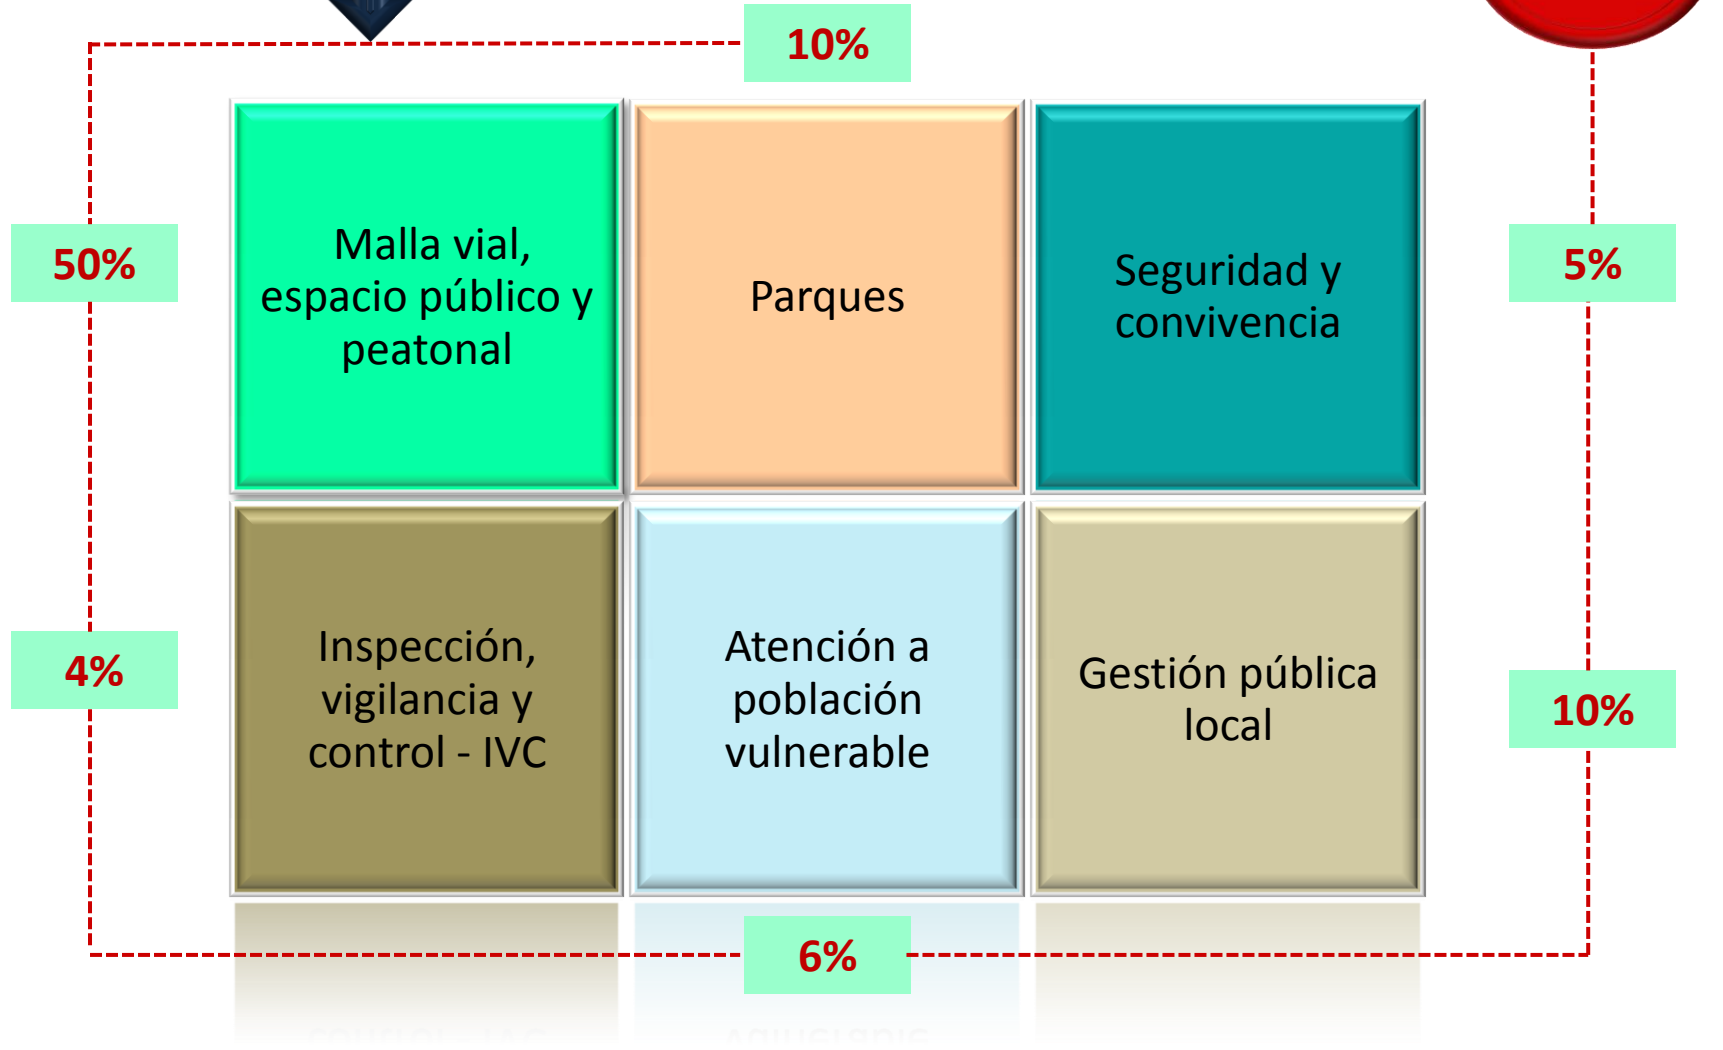 10%
50%
Malla vial,
espacio público y
peatonal
Parques
Seguridad y
convivencia
5%
4%
Inspección,
vigilancia y
control - IVC
Atención a
población
vulnerable
Gestión pública
local
10%
6%